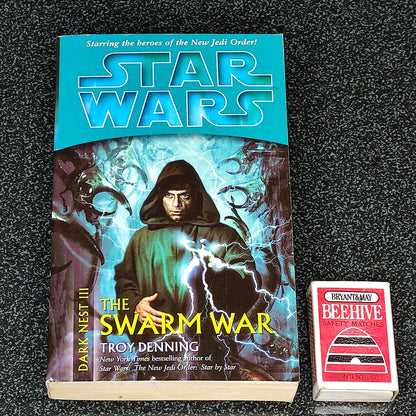 Starring the heroes of the New Jedi Order!
STAR
WARS
DARK NEST III
THE
SWARM WAR
TROY DENNING
New York Times bestselling author of
Star Wars: The New Jedi Order: Star by Star
BRYANT&MAY
BEEHIVE
SAFETY MATCHES